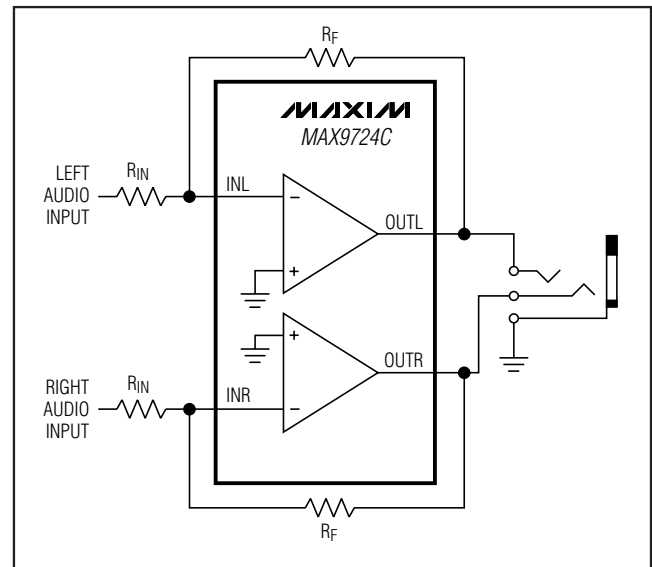 RF
MAXIM
MAX9724C
LEFT
AUDIO
INPUT
RIN
INL
−
OUTL
+
+
OUTR
RIGHT
AUDIO
INPUT
RIN
INR
−
RF